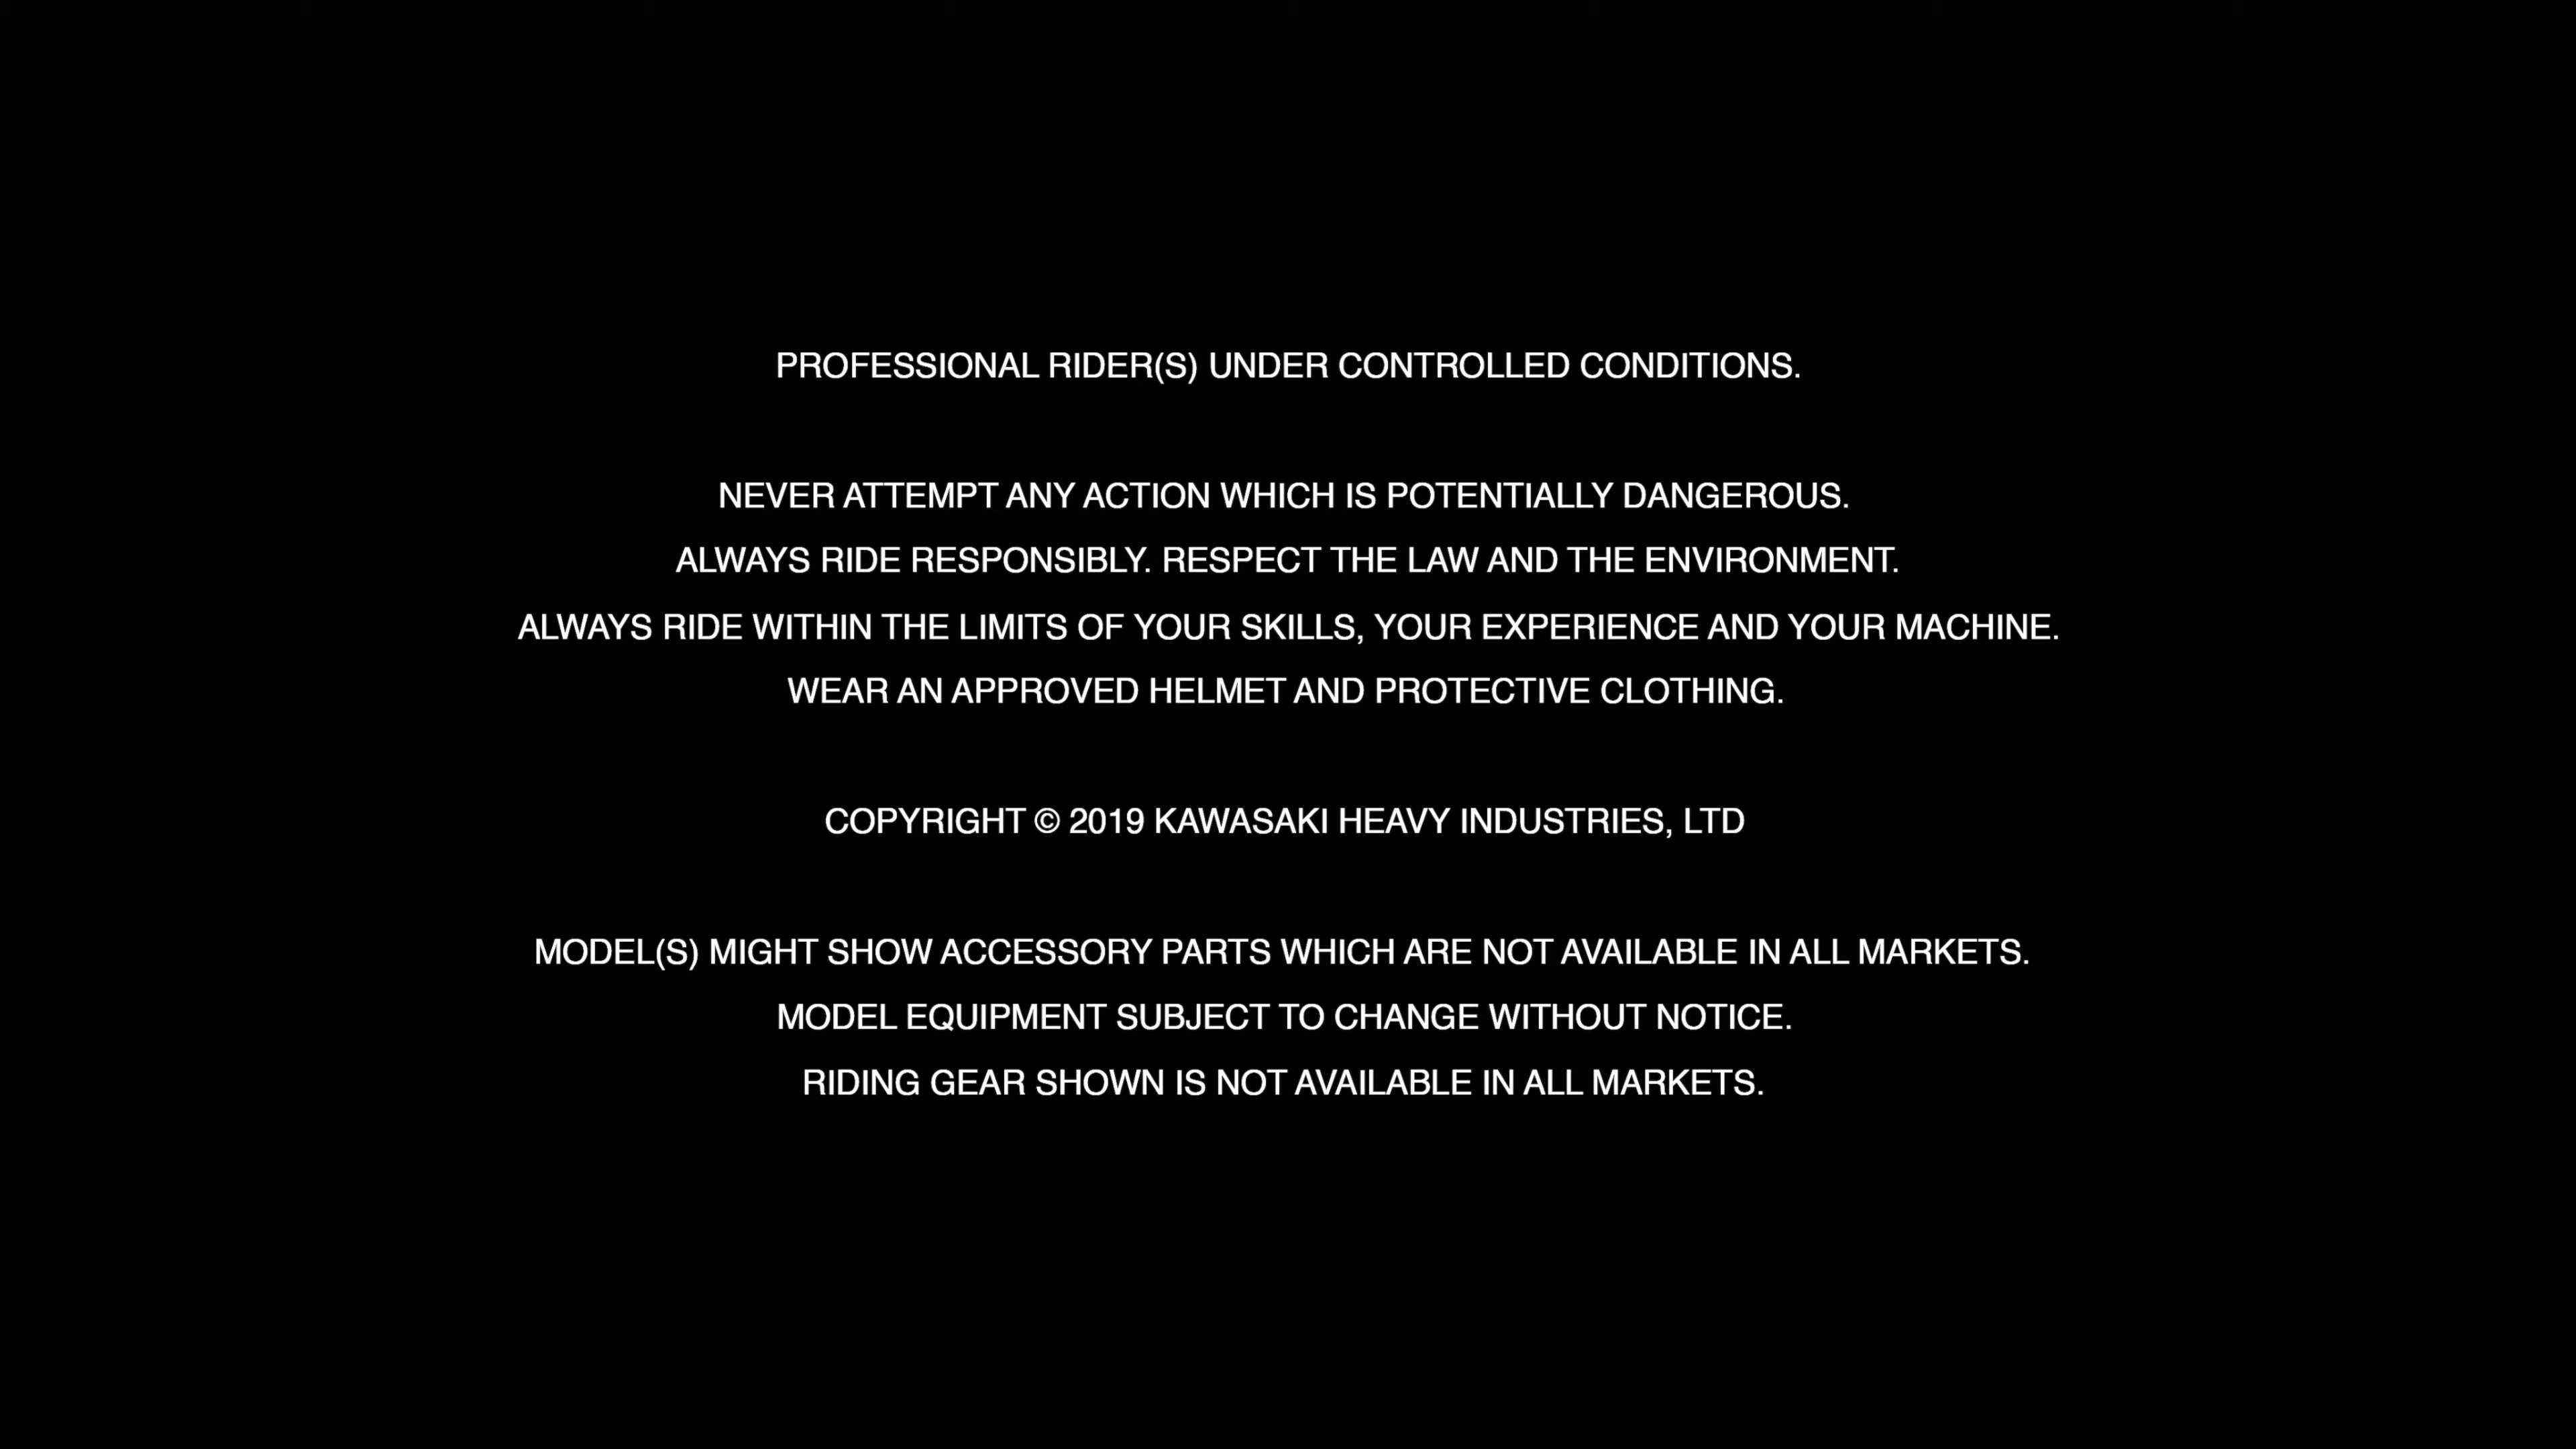 PROFESSIONAL RIDER(S) UNDER CONTROLLED CONDITIONS.
NEVER ATTEMPT ANY ACTION WHICH IS POTENTIALLY DANGEROUS.
ALWAYS RIDE RESPONSIBLY. RESPECT THE LAW AND THE ENVIRONMENT.
ALWAYS RIDE WITHIN THE LIMITS OF YOUR SKILLS, YOUR EXPERIENCE AND YOUR MACHINE.
WEAR AN APPROVED HELMET AND PROTECTIVE CLOTHING.
COPYRIGHT © 2019 KAWASAKI HEAVY INDUSTRIES, LTD
MODEL(S) MIGHT SHOW ACCESSORY PARTS WHICH ARE NOT AVAILABLE IN ALL MARKETS.
MODEL EQUIPMENT SUBJECT TO CHANGE WITHOUT NOTICE.
RIDING GEAR SHOWN IS NOT AVAILABLE IN ALL MARKETS.